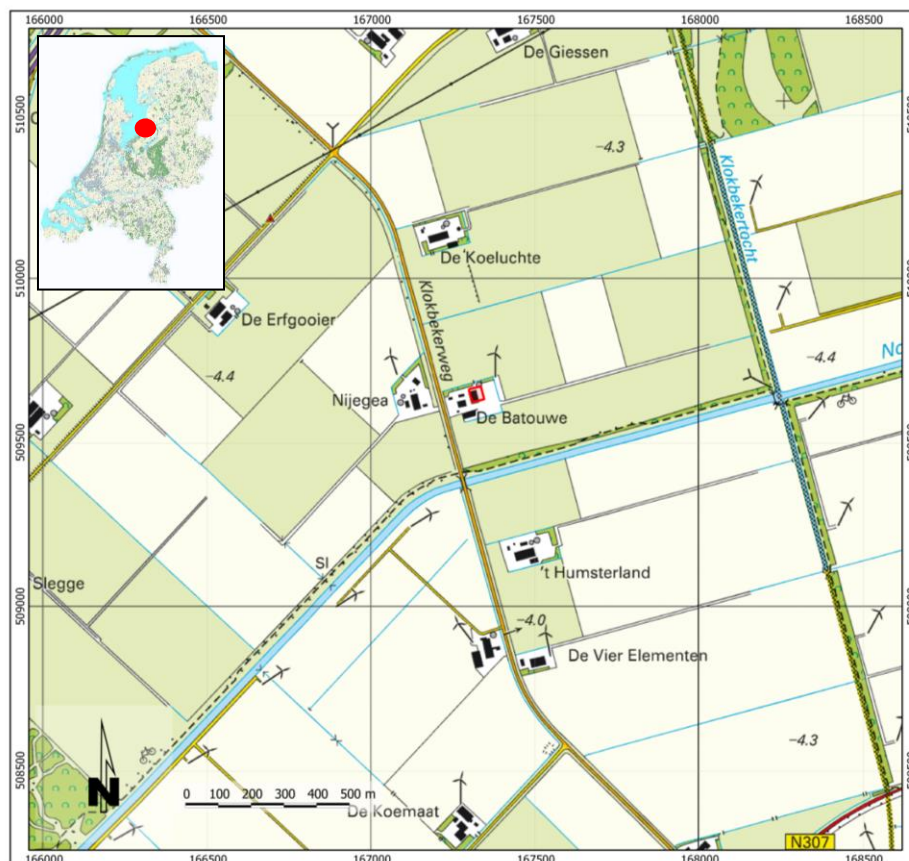 166000 166500 167000 167500 168000 168500
De Giessen
510500
−4.3
Klokbekertocht
De Koeluchte
510000
Klokbekerweg
De Erfgooier
−4.4
−4.4
No
Nijegea
De Batouwe
509500
SI
't Humsterland
Slegge
509000
−4.0
De Vier Elementen
−4.3
508500
N
0 100 200 300 400 500 m
De Koemaat
N307
166000 166500 167000 167500 168000 168500